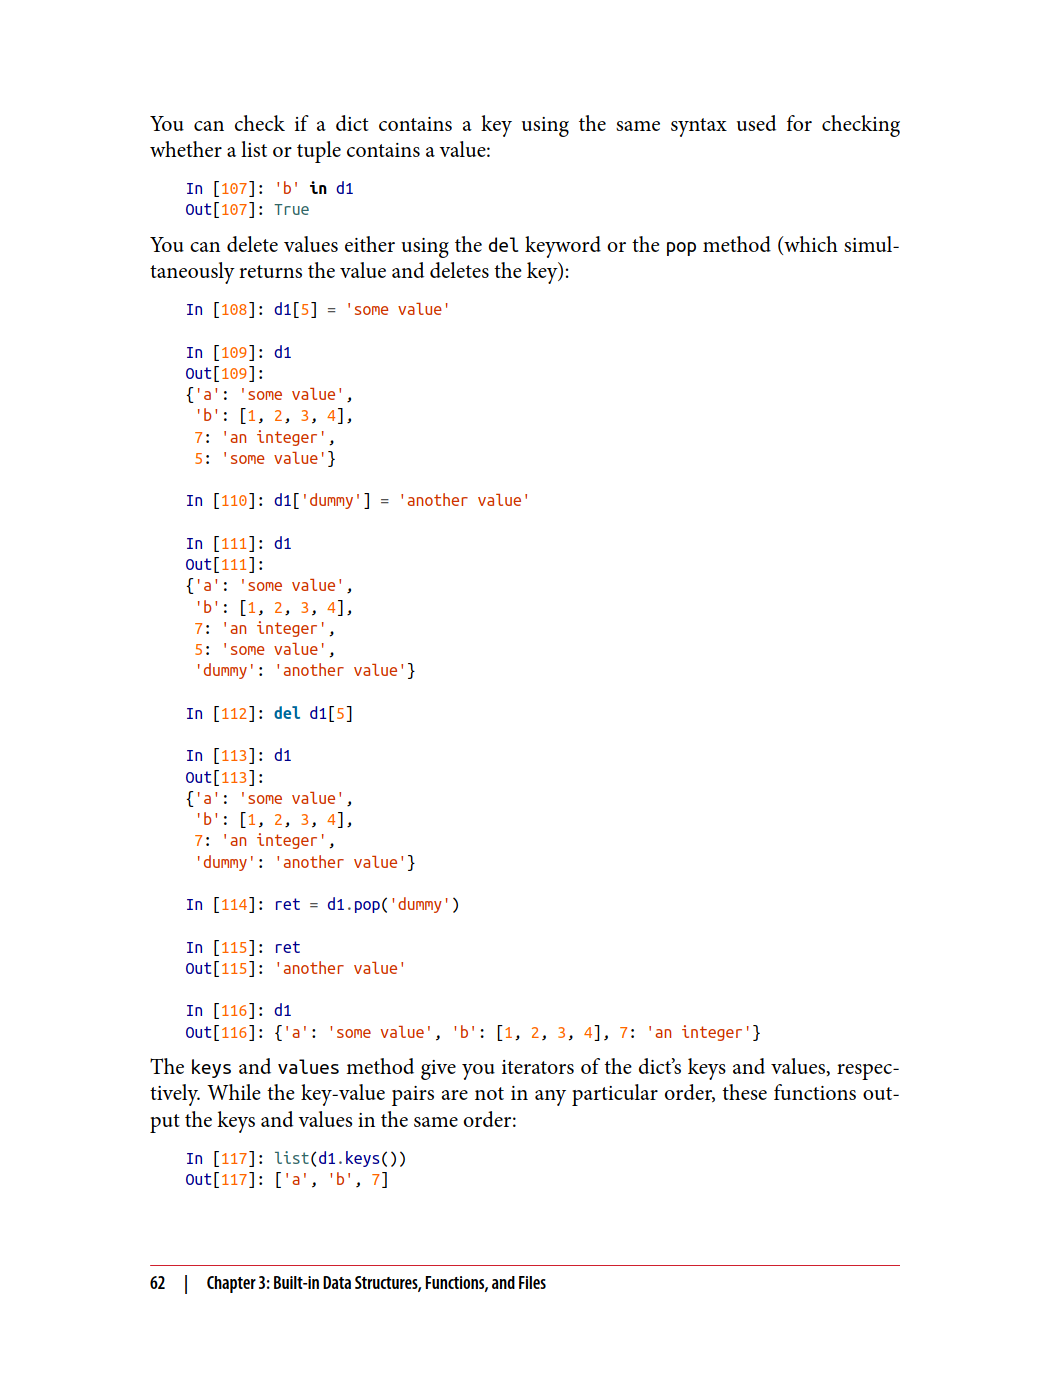 You can check if a dict contains a key using the same syntax used for checking
whether a list or tuple contains a value:
In [107]: 'b' in d1
Out[107]: True
You can delete values either using the del keyword or the pop method (which simul-
taneously returns the value and deletes the key):
In [108]: d1[5] = 'some value'
In [109]: d1
Out[109]:
{'a': 'some value',
 'b': [1, 2, 3, 4],
 7: 'an integer',
 5: 'some value'}
In [110]: d1['dummy'] = 'another value'
In [111]: d1
Out[111]:
{'a': 'some value',
 'b': [1, 2, 3, 4],
 7: 'an integer',
 5: 'some value',
 'dummy': 'another value'}
In [112]: del d1[5]
In [113]: d1
Out[113]:
{'a': 'some value',
 'b': [1, 2, 3, 4],
 7: 'an integer',
 'dummy': 'another value'}
In [114]: ret = d1.pop('dummy')
In [115]: ret
Out[115]: 'another value'
In [116]: d1
Out[116]: {'a': 'some value', 'b': [1, 2, 3, 4], 7: 'an integer'}
The keys and values method give you iterators of the dict’s keys and values, respec-
tively. While the key-value pairs are not in any particular order, these functions out-
put the keys and values in the same order:
In [117]: list(d1.keys())
Out[117]: ['a', 'b', 7]
62 | Chapter 3: Built-in Data Structures, Functions, and Files